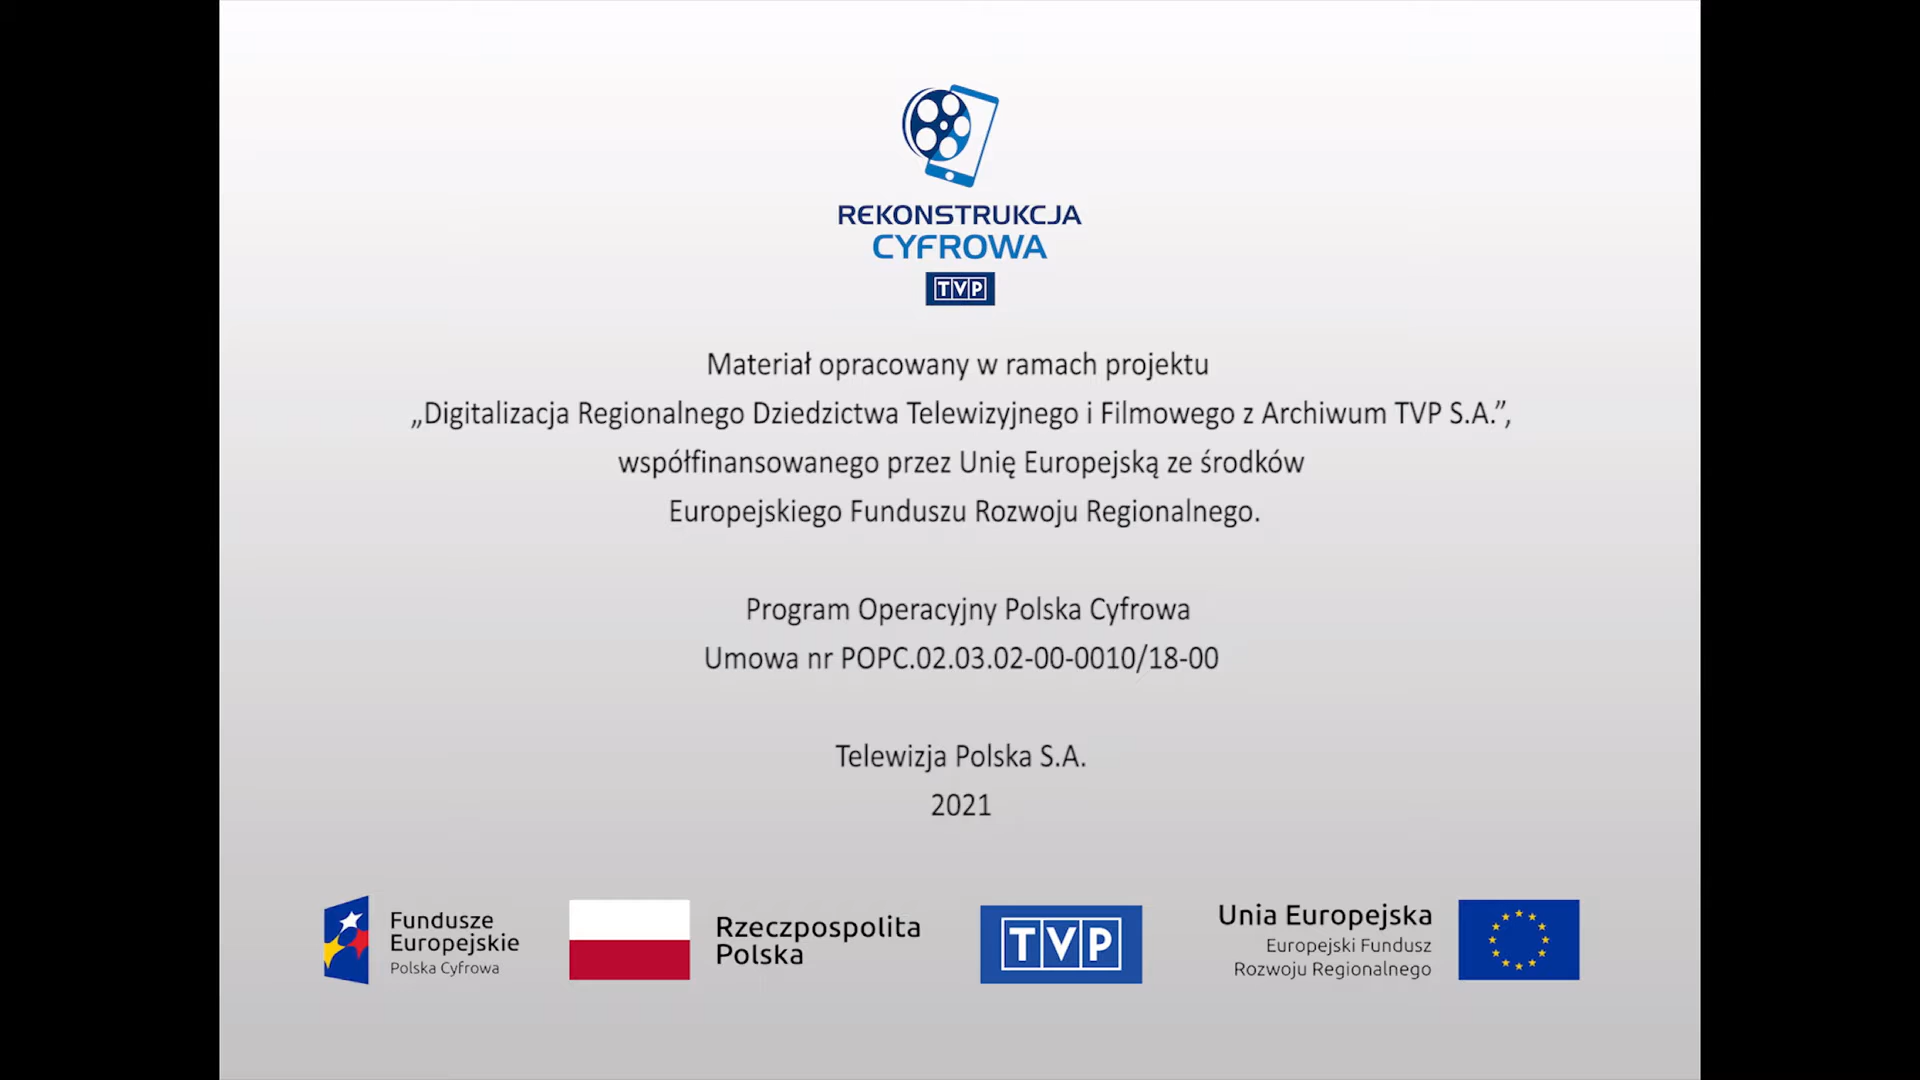 REKONSTRUKCJA
CYFROWA
TVP
Materiał opracowany w ramach projektu
„Digitalizacja Regionalnego Dziedzictwa Telewizyjnego i Filmowego z Archiwum TVP S.A.”,
współfinansowanego przez Unię Europejską ze środków
Europejskiego Funduszu Rozwoju Regionalnego.
Program Operacyjny Polska Cyfrowa
Umowa nr POPC.02.03.02-00-0010/18-00
Telewizja Polska S.A.
2021
Fundusze
Europejskie
Polska Cyfrowa
Rzeczpospolita
Polska
TVP
Unia Europejska
Europejski Fundusz
Rozwoju Regionalnego